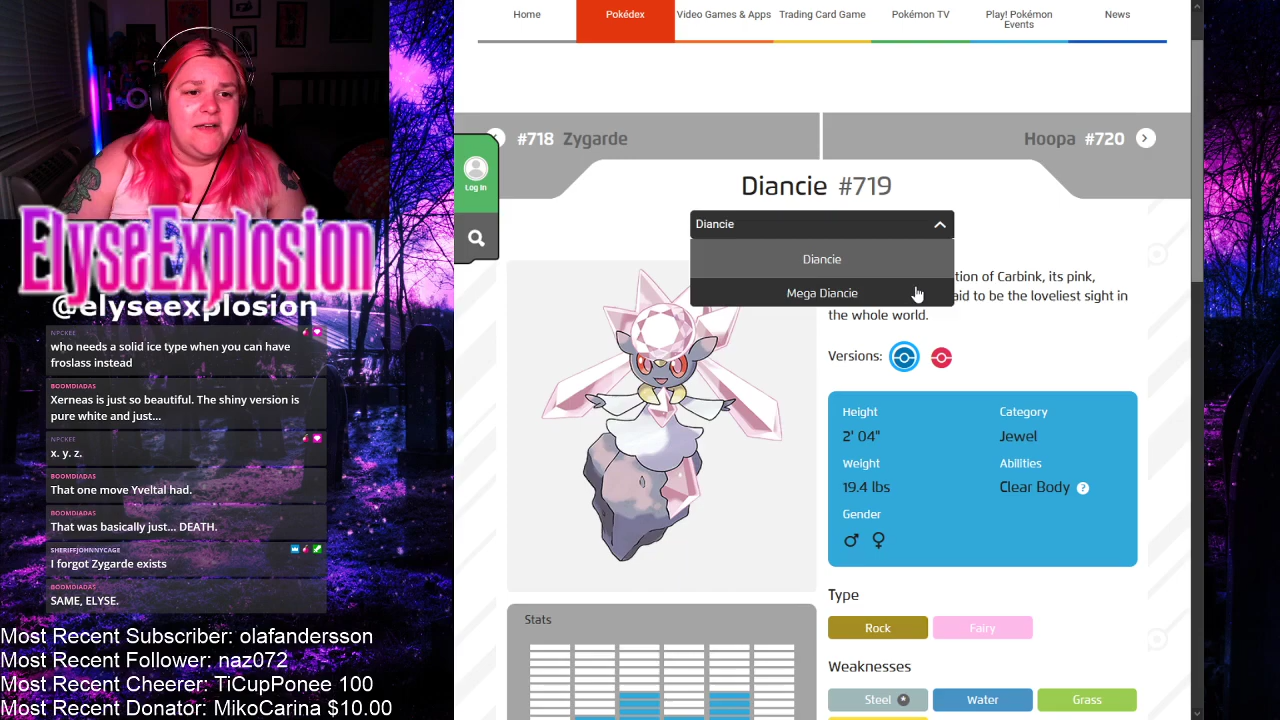 Home
Pokédex
Video Games & Apps
Trading Card Game
Pokémon TV
Play! Pokémon
Events
News
#718 Zygarde
Hoopa #720
Log In
Diancie #719
Diancie
Diancie
Mega Diancie
tion of Carbink, its pink,
aid to be the loveliest sight in
the whole world.
Versions:
Height
2' 04"
Category
Jewel
Weight
19.4 lbs
Abilities
Clear Body ?
Gender
Type
Rock
Fairy
Weaknesses
Steel
Water
Grass
Stats
ElyseExplosion
@elyseexplosion
NPCKEE
who needs a solid ice type when you can have
froslass instead
BOOMDIADAS
Xerneas is just so beautiful. The shiny version is
pure white and just...
NPCKEE
x. y. z.
BOOMDIADAS
That one move Yveltal had.
BOOMDIADAS
That was basically just... DEATH.
SHERIFFJOHNNYCAGE
I forgot Zygarde exists
BOOMDIADAS
SAME, ELYSE.
Most Recent Subscriber: olafandersson
Most Recent Follower: naz072
Most Recent Cheerer: TiCupPonee 100
Most Recent Donator: MikoCarina $10.00